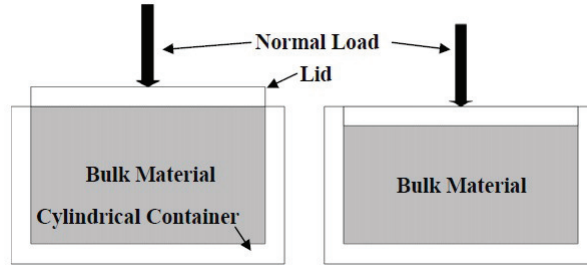 Normal Load
Lid
Bulk Material
Cylindrical Container
Bulk Material